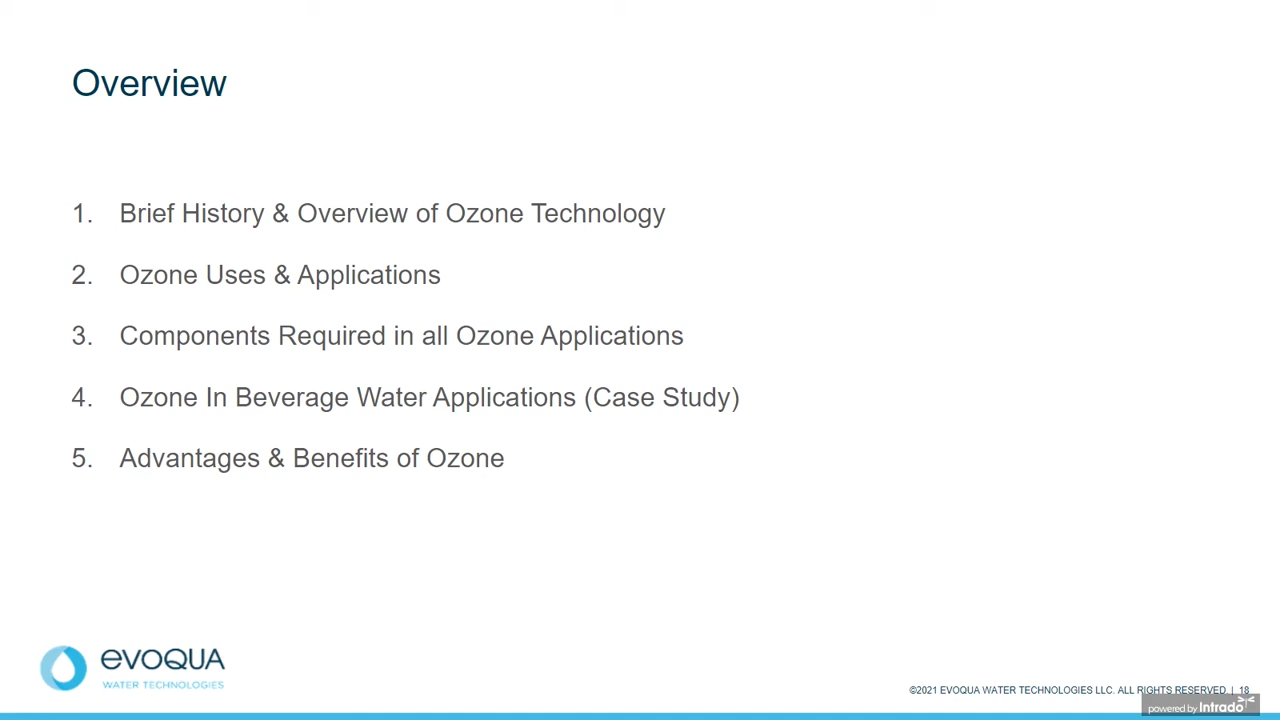 Overview
1. Brief History & Overview of Ozone Technology
2. Ozone Uses & Applications
3. Components Required in all Ozone Applications
4. Ozone In Beverage Water Applications (Case Study)
5. Advantages & Benefits of Ozone
evoQUA
WATER TECHNOLOGIES
©2021 EVOQUA WATER TECHNOLOGIES LLC. ALL RIGHTS RESERVED. | 18
powered by Intrado